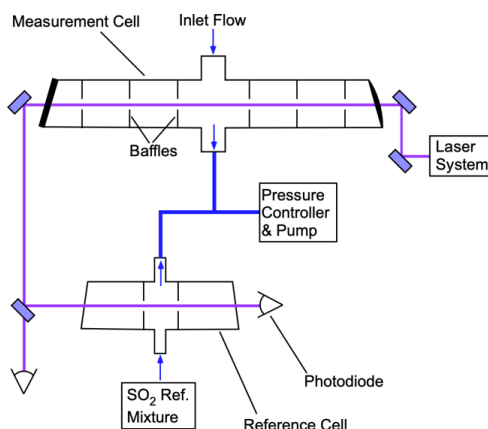 Measurement Cell
Inlet Flow
Baffles
Laser
System
Pressure
Controller
& Pump
Photodiode
SO₂ Ref.
Mixture
Reference Cell